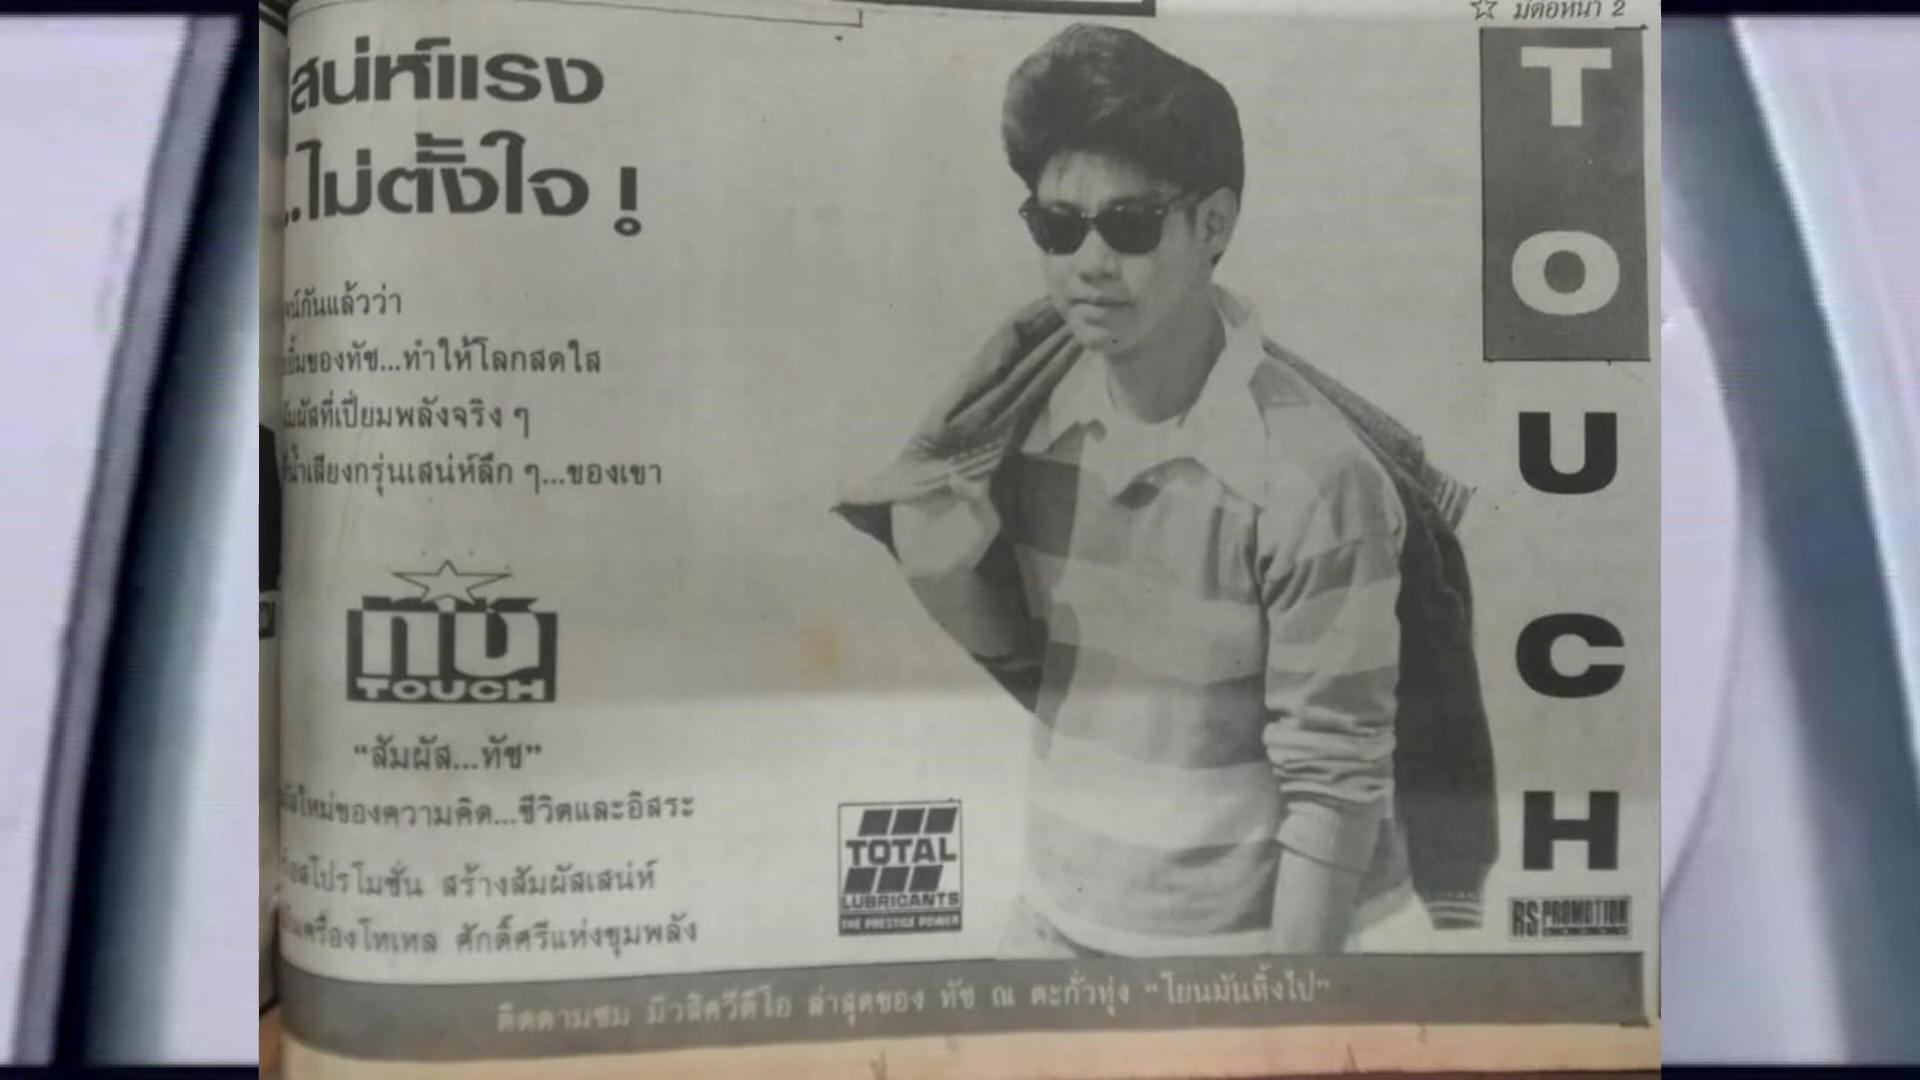 ☆ มีต่อหน้า 2
สน่ห์แรง
..ไม่ตั้งใจ !
กันแล้วว่า
ของทัช...ทำให้โลกสดใส
ที่เปี่ยมพลังจริง ๆ
น้ำเสียงกรุ่นเสน่ห์ลึก ๆ...ของเขา
ทัช
TOUCH
“สัมผัส...ทัช”
ใหม่ของความคิด...ชีวิตและอิสระ
โปรโมชั่น สร้างสัมผัสเสน่ห์
เครื่องโททาล ศักดิ์ศรีแห่งขุมพลัง
TOTAL
LUBRICANTS
THE PRESTIGE POWER
TOUCH
RS PROMOTION
ติดตามชม มิวสิควีดีโอ ล่าสุดของ ทัช ณ ตะกั่วทุ่ง “โยนมันทิ้งไป”